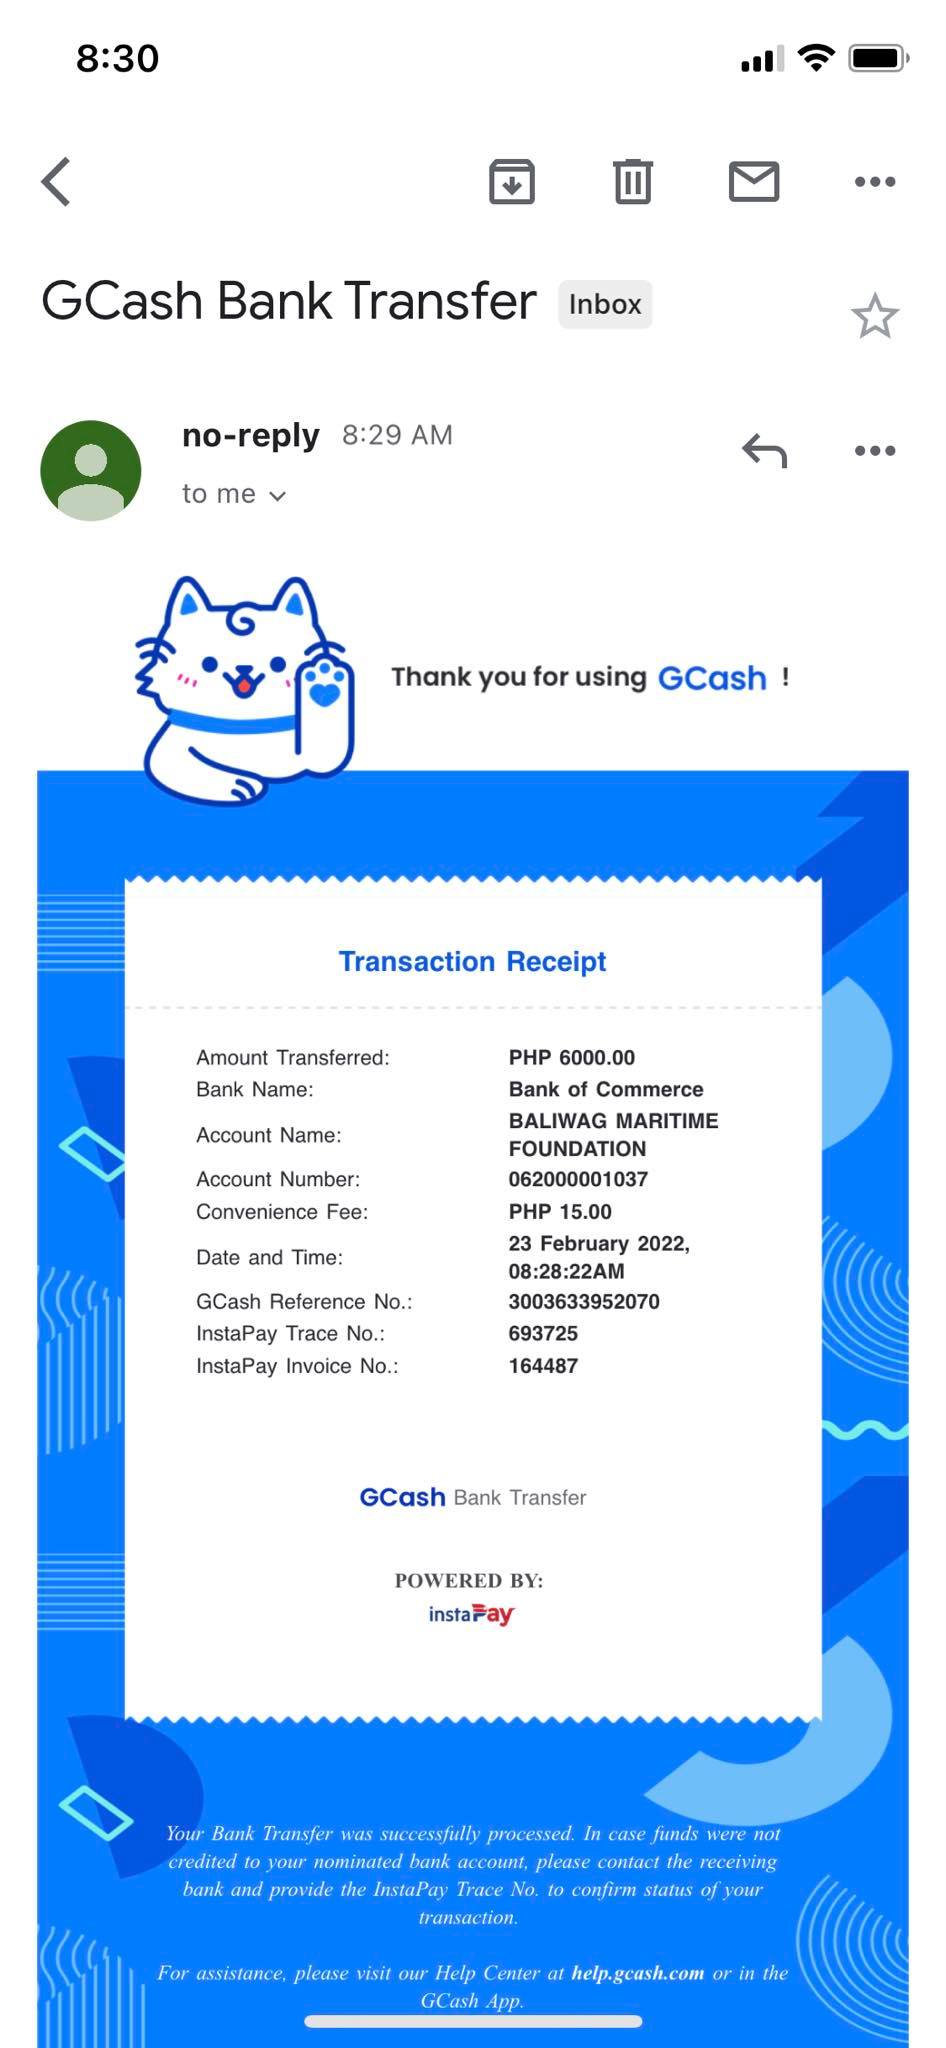 8:30
GCash Bank Transfer Inbox
no-reply 8:29 AM
to me
Thank you for using GCash !
Transaction Receipt
Amount Transferred: PHP 6000.00
Bank Name: Bank of Commerce
Account Name: BALIWAG MARITIME
FOUNDATION
Account Number: 062000001037
Convenience Fee: PHP 15.00
Date and Time: 23 February 2022,
08:28:22AM
GCash Reference No.: 3003633952070
InstaPay Trace No.: 693725
InstaPay Invoice No.: 164487
GCash Bank Transfer
POWERED BY:
instaPay
Your Bank Transfer was successfully processed. In case funds were not
credited to your nominated bank account, please contact the receiving
bank and provide the InstaPay Trace No. to confirm status of your
transaction.
For assistance, please visit our Help Center at help.gcash.com or in the
GCash App.